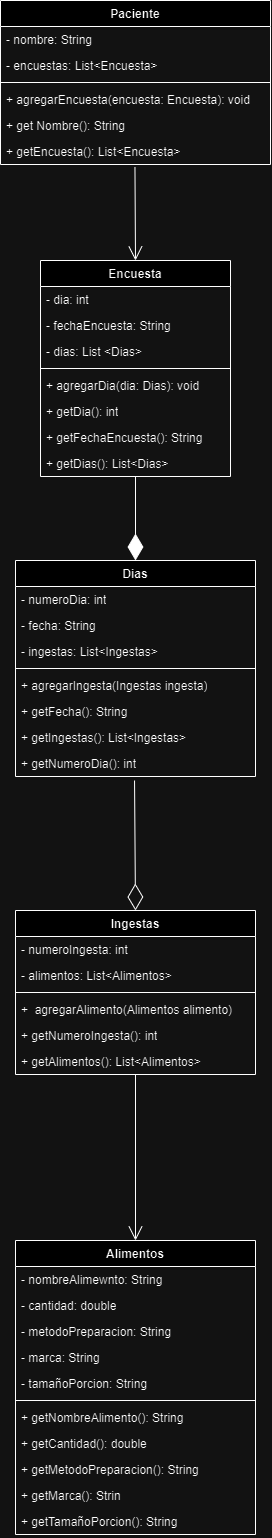 Paciente
- nombre: String
- encuestas: List<Encuesta>
+ agregarEncuesta(encuesta: Encuesta): void
+ get Nombre(): String
+ getEncuesta(): List<Encuesta>
Encuesta
- dia: int
- fechaEncuesta: String
- dias: List <Dias>
+ agregarDia(dia: Dias): void
+ getDia(): int
+ getFechaEncuesta(): String
+ getDias(): List<Dias>
Dias
- numeroDia: int
- fecha: String
- ingestas: List<Ingestas>
+ agregarIngesta(Ingestas ingesta)
+ getFecha(): String
+ getIngestas(): List<Ingestas>
+ getNumeroDia(): int
Ingestas
- numeroIngesta: int
- alimentos: List<Alimentos>
+  agregarAlimento(Alimentos alimento)
+ getNumeroIngesta(): int
+ getAlimentos(): List<Alimentos>
Alimentos
- nombreAlimewnto: String
- cantidad: double
- metodoPreparacion: String
- marca: String
- tamañoPorcion: String
+ getNombreAlimento(): String
+ getCantidad(): double
+ getMetodoPreparacion(): String
+ getMarca(): Strin
+ getTamañoPorcion(): String